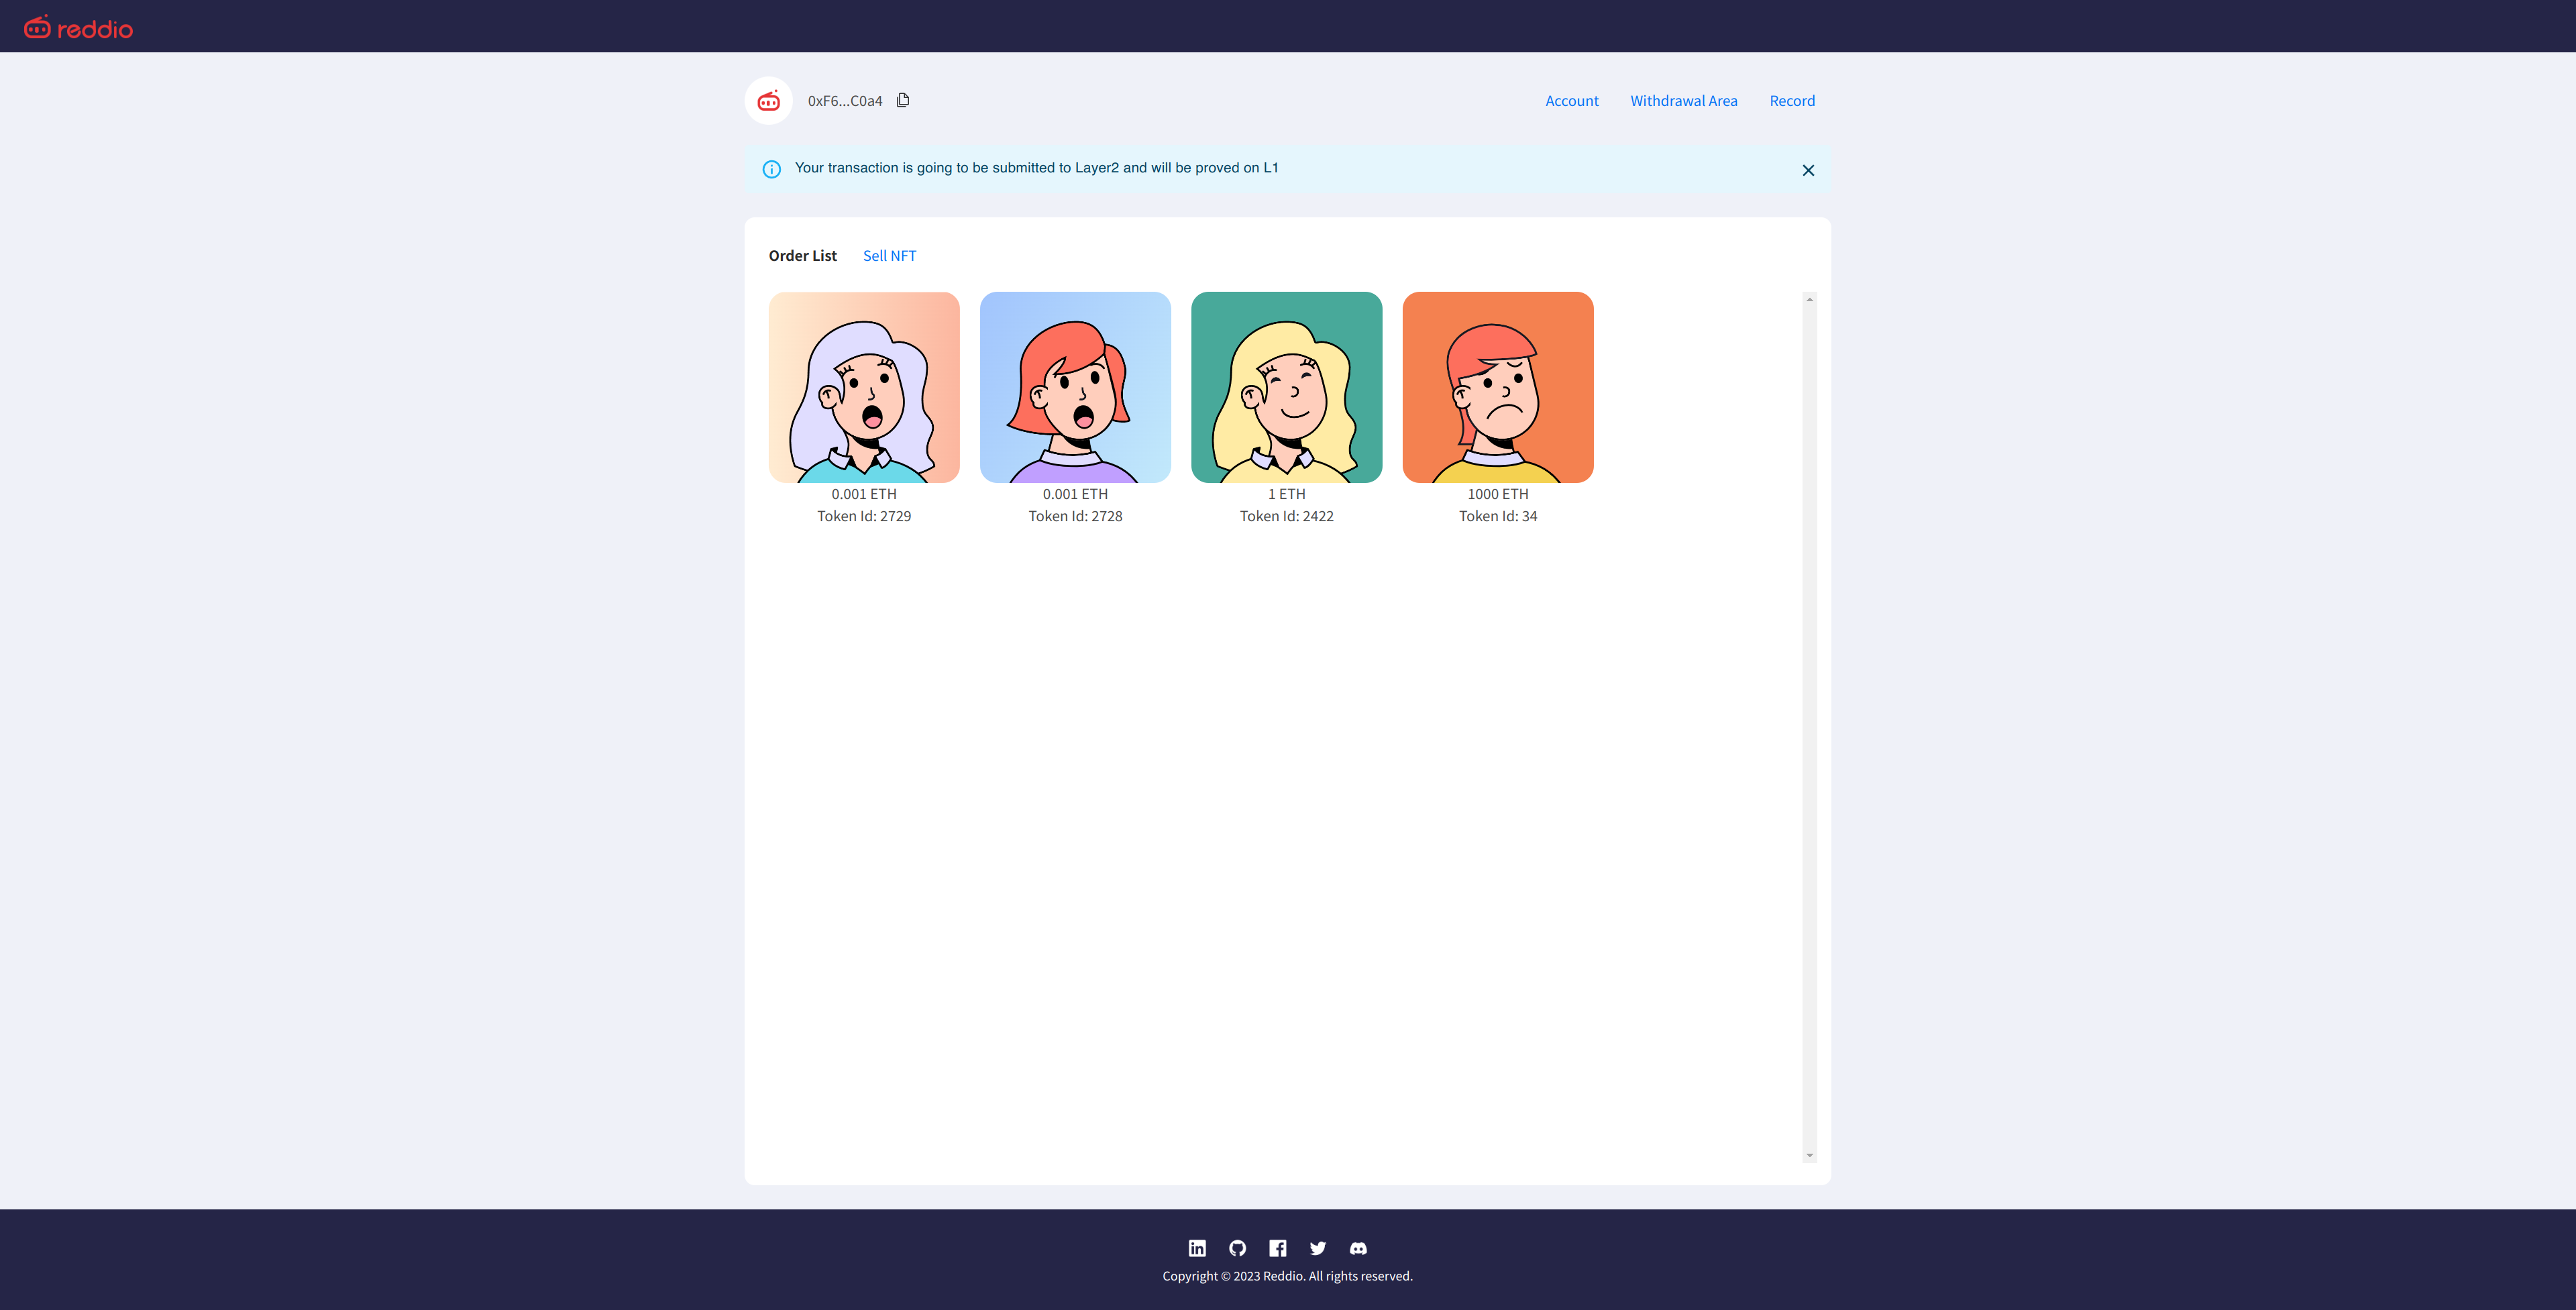 reddio
0xF6...C0a4
Account
Withdrawal Area
Record
Your transaction is going to be submitted to Layer2 and will be proved on L1
Order List
Sell NFT
0.001 ETH
Token Id: 2729
0.001 ETH
Token Id: 2728
1 ETH
Token Id: 2422
1000 ETH
Token Id: 34
Copyright © 2023 Reddio. All rights reserved.